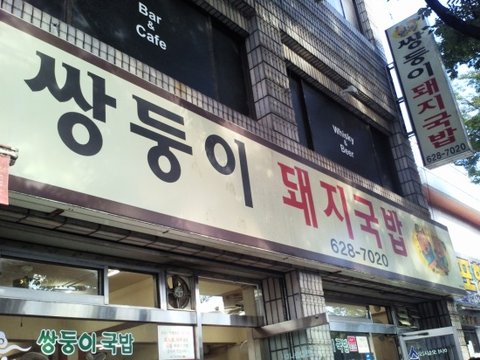 Bar
&
Cafe
Whisky
&
Beer
쌍둥이 돼지국밥
628-7020
쌍둥이돼지국밥
628-7020
쌍둥이국밥